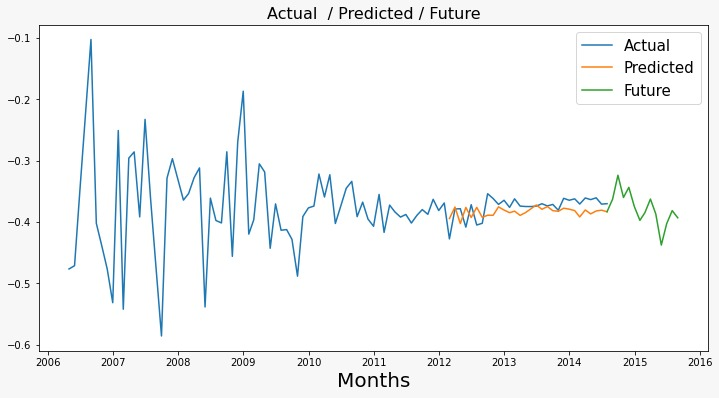 Actual / Predicted / Future
Actual
Predicted
Future
−0.1
−0.2
−0.3
−0.4
−0.5
−0.6
2006 2007 2008 2009 2010 2011 2012 2013 2014 2015 2016
Months